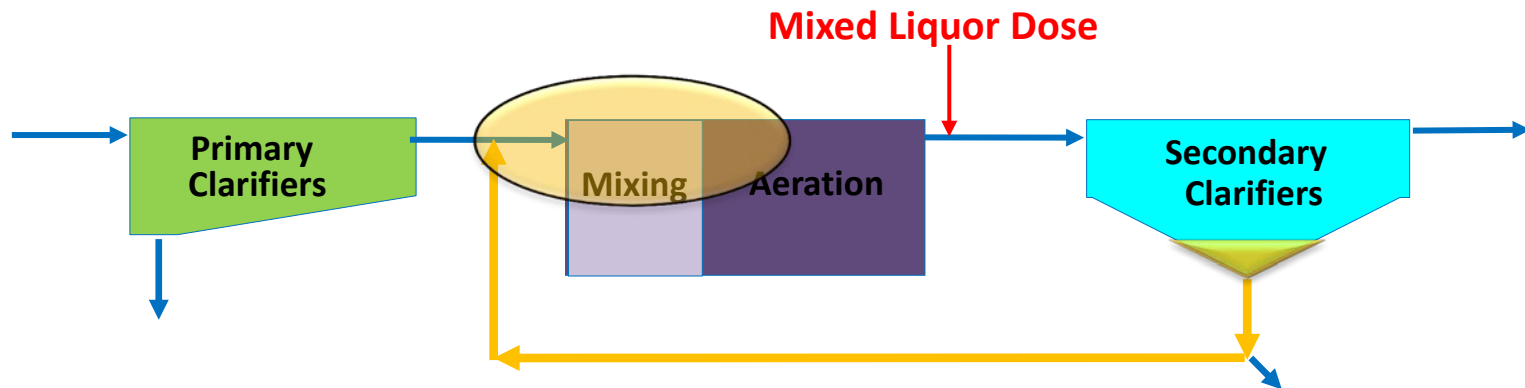 Mixed Liquor Dose
Primary
Clarifiers
Mixing
Aeration
Secondary
Clarifiers